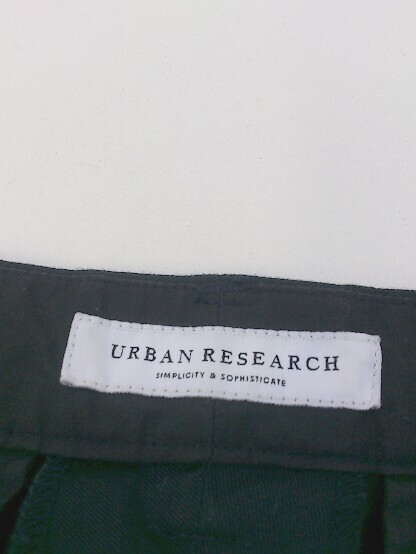 URBAN RESEARCH
SIMPLICITY & SOPHISTICATE